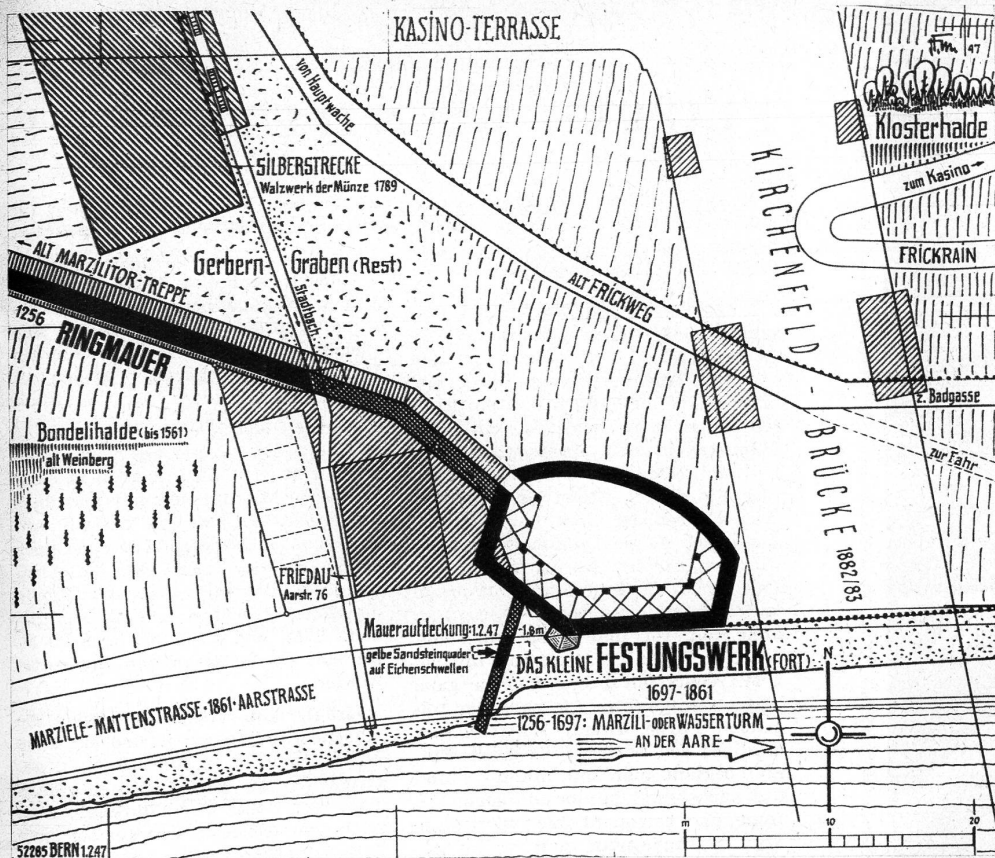 KASINO-TERRASSE
H.m. 47
von Hauptwache
Klosterhalde
SILBERSTRECKE
Walzwerk der Münze 1789
zum Kasino
FRICKRAIN
KIRCHENFELD-BRÜCKE 1882/83
ALT MARZILITOR-TREPPE
Gerbern-Graben (Rest)
Stadtbach
ALT FRICKWEG
1256 RINGMAUER
z. Badgasse
zur Fähr
Bondelihalde (bis 1561)
alt Weinberg
FRIEDAU
Aarstr. 76
Maueraufdeckung: 1.2.47 -1.8m
gelbe Sandsteinquader
auf Eichenschwellen
DAS KLEINE FESTUNGSWERK (FORT)
1697-1861
N
MARZIELE-MATTENSTRASSE·1861·AARSTRASSE
1256-1697: MARZILI- ODER WASSERTURM
AN DER AARE
m 10 20
52285 BERN 1.2.47